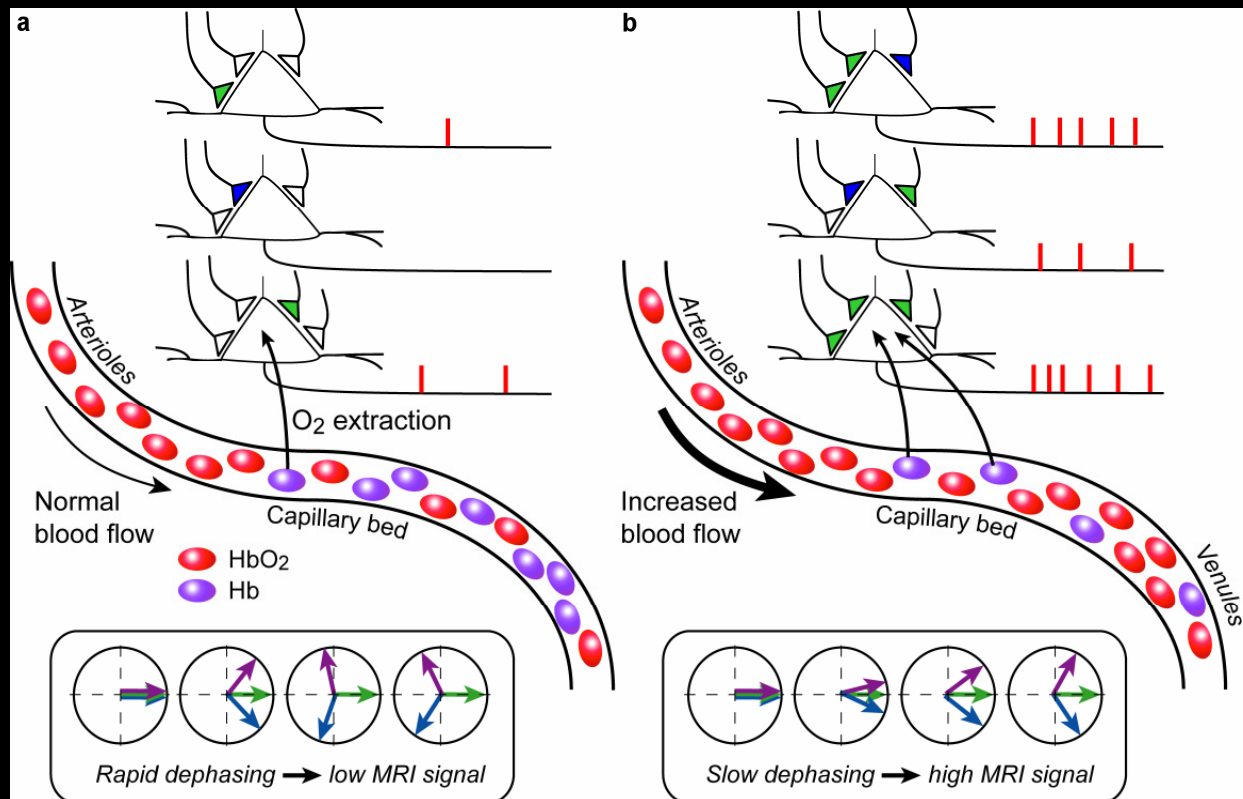 a
Arterioles
O₂ extraction
Normal
blood flow
Capillary bed
HbO₂
Hb
Rapid dephasing → low MRI signal
b
Arterioles
Increased
blood flow
Capillary bed
Venules
Slow dephasing → high MRI signal